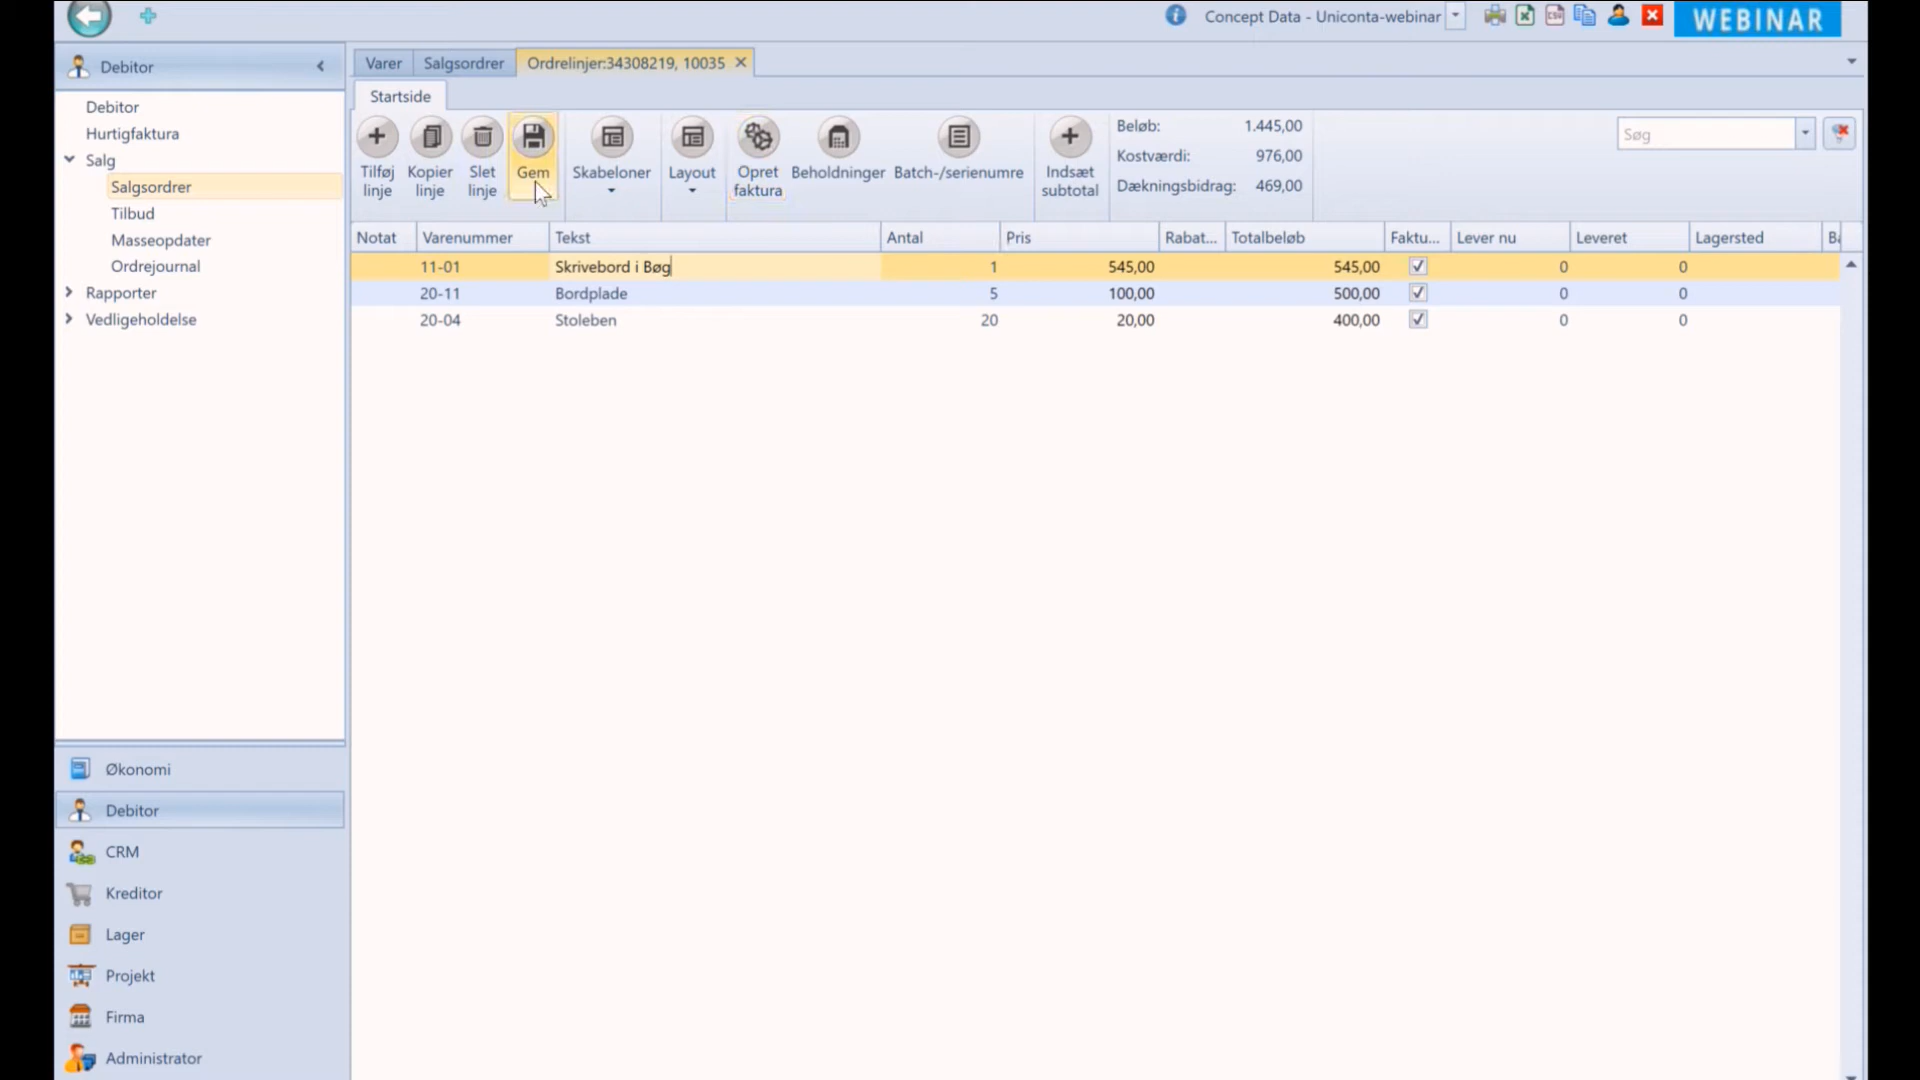 Concept Data - Uniconta-webinar
WEBINAR
Debitor
Varer
Salgsordrer
Ordrelinjer:34308219, 10035
Startside
Debitor
Hurtigfaktura
Salg
Salgsordrer
Tilbud
Masseopdater
Ordrejournal
Rapporter
Vedligeholdelse
Tilføj linje
Kopier linje
Slet linje
Gem
Skabeloner
Layout
Opret faktura
Beholdninger
Batch-/serienumre
Indsæt subtotal
Beløb: 1.445,00
Kostværdi: 976,00
Dækningsbidrag: 469,00
Søg
Notat Varenummer Tekst Antal Pris Rabat... Totalbeløb Faktu... Lever nu Leveret Lagersted
11-01 Skrivebord i Bøg 1 545,00 545,00 0 0
20-11 Bordplade 5 100,00 500,00 0 0
20-04 Stoleben 20 20,00 400,00 0 0
Økonomi
Debitor
CRM
Kreditor
Lager
Projekt
Firma
Administrator